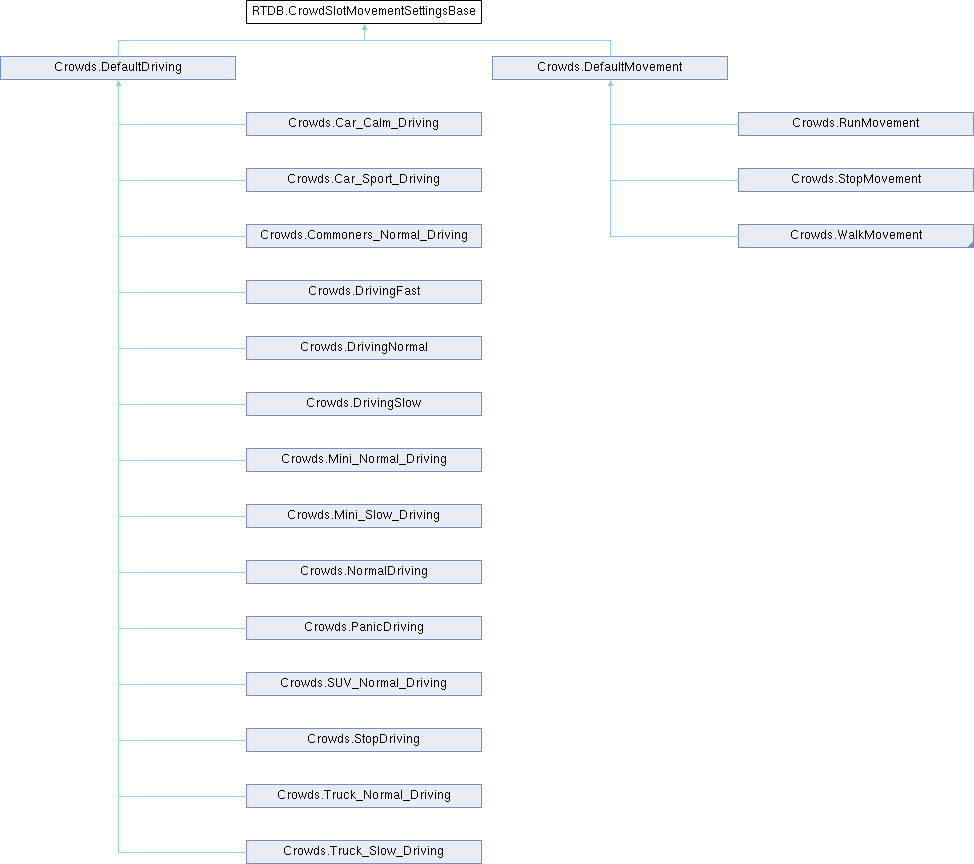 RTDB.CrowdSlotMovementSettingsBase
Crowds.DefaultDriving
Crowds.DefaultMovement
Crowds.Car_Calm_Driving
Crowds.RunMovement
Crowds.Car_Sport_Driving
Crowds.StopMovement
Crowds.Commoners_Normal_Driving
Crowds.WalkMovement
Crowds.DrivingFast
Crowds.DrivingNormal
Crowds.DrivingSlow
Crowds.Mini_Normal_Driving
Crowds.Mini_Slow_Driving
Crowds.NormalDriving
Crowds.PanicDriving
Crowds.SUV_Normal_Driving
Crowds.StopDriving
Crowds.Truck_Normal_Driving
Crowds.Truck_Slow_Driving